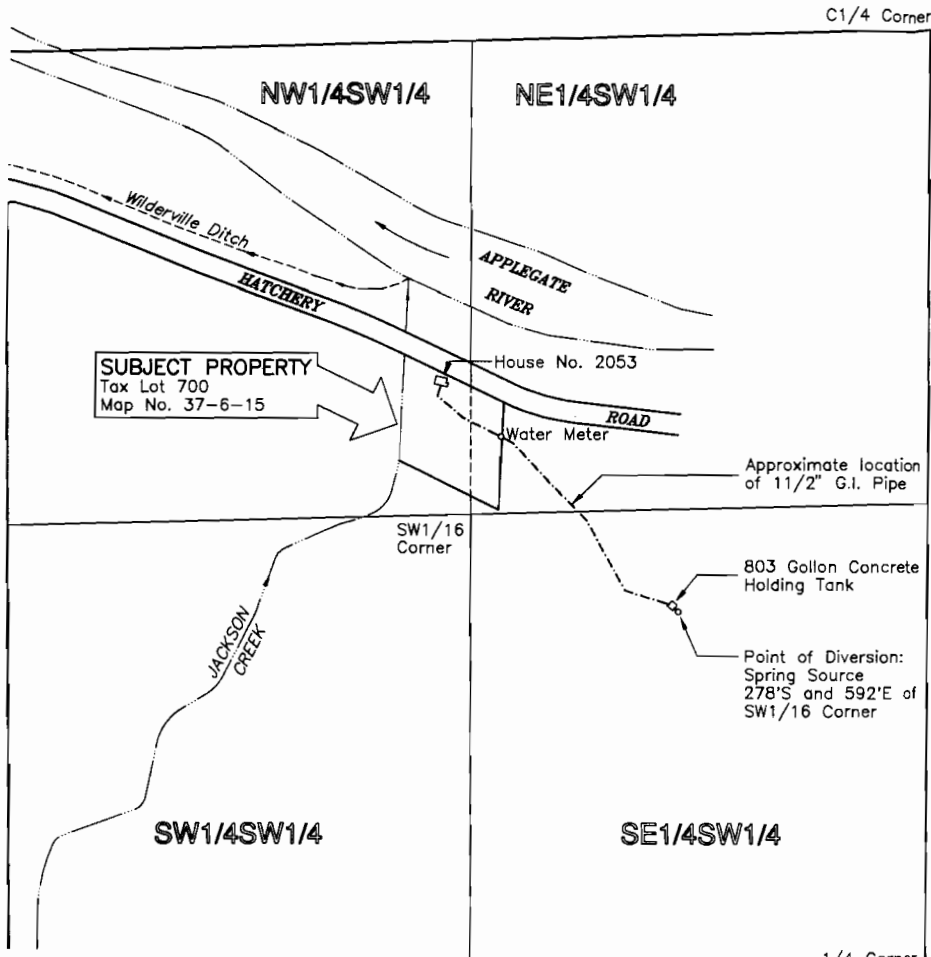 C1/4 Corner
NW1/4SW1/4
NE1/4SW1/4
Wilderville Ditch
HATCHERY
APPLEGATE
RIVER
SUBJECT PROPERTY
Tax Lot 700
Map No. 37-6-15
House No. 2053
ROAD
Water Meter
Approximate location
of 11/2" G.I. Pipe
SW1/16
Corner
803 Gollon Concrete
Holding Tank
JACKSON
CREEK
Point of Diversion:
Spring Source
278'S and 592'E of
SW1/16 Corner
SW1/4SW1/4
SE1/4SW1/4
1/4 Corner